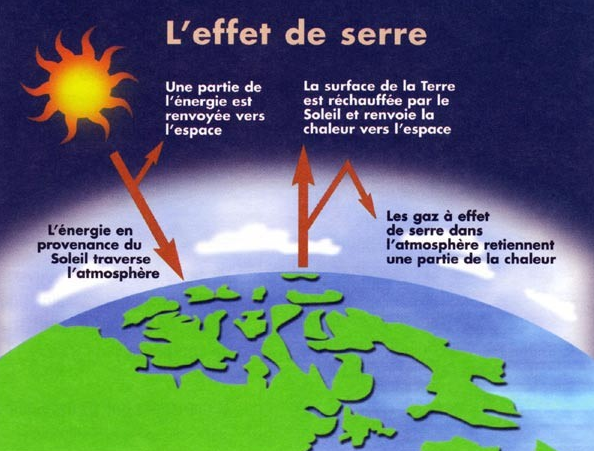 L'effet de serre
Une partie de
l'énergie est
renvoyée vers
l'espace
La surface de la Terre
est réchauffée par le
Soleil et renvoie la
chaleur vers l'espace
L'énergie en
provenance du
Soleil traverse
l'atmosphère
Les gaz à effet
de serre dans
l'atmosphère retiennent
une partie de la chaleur